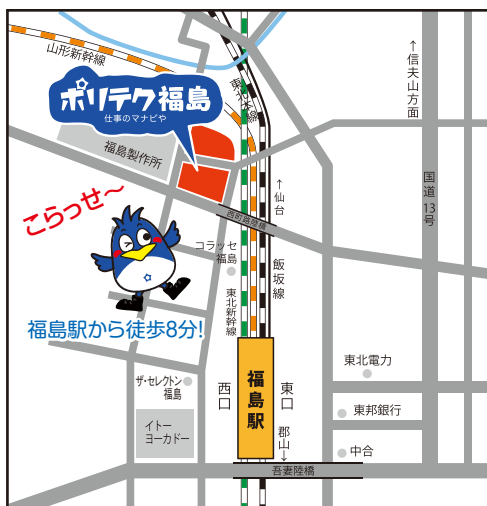 山形新幹線
ポリテク福島
仕事のマナビや
東北本線
↑信夫山方面
福島製作所
国道13号
こらっせ～
↑仙台
西町跨線橋
コラッセ
福島
飯坂線
東北新幹線
福島駅から徒歩8分!
福島駅
西口
東口
東北電力
ザ・セレクトン
福島
東邦銀行
イトー
ヨーカドー
郡山↓
中合
吾妻陸橋